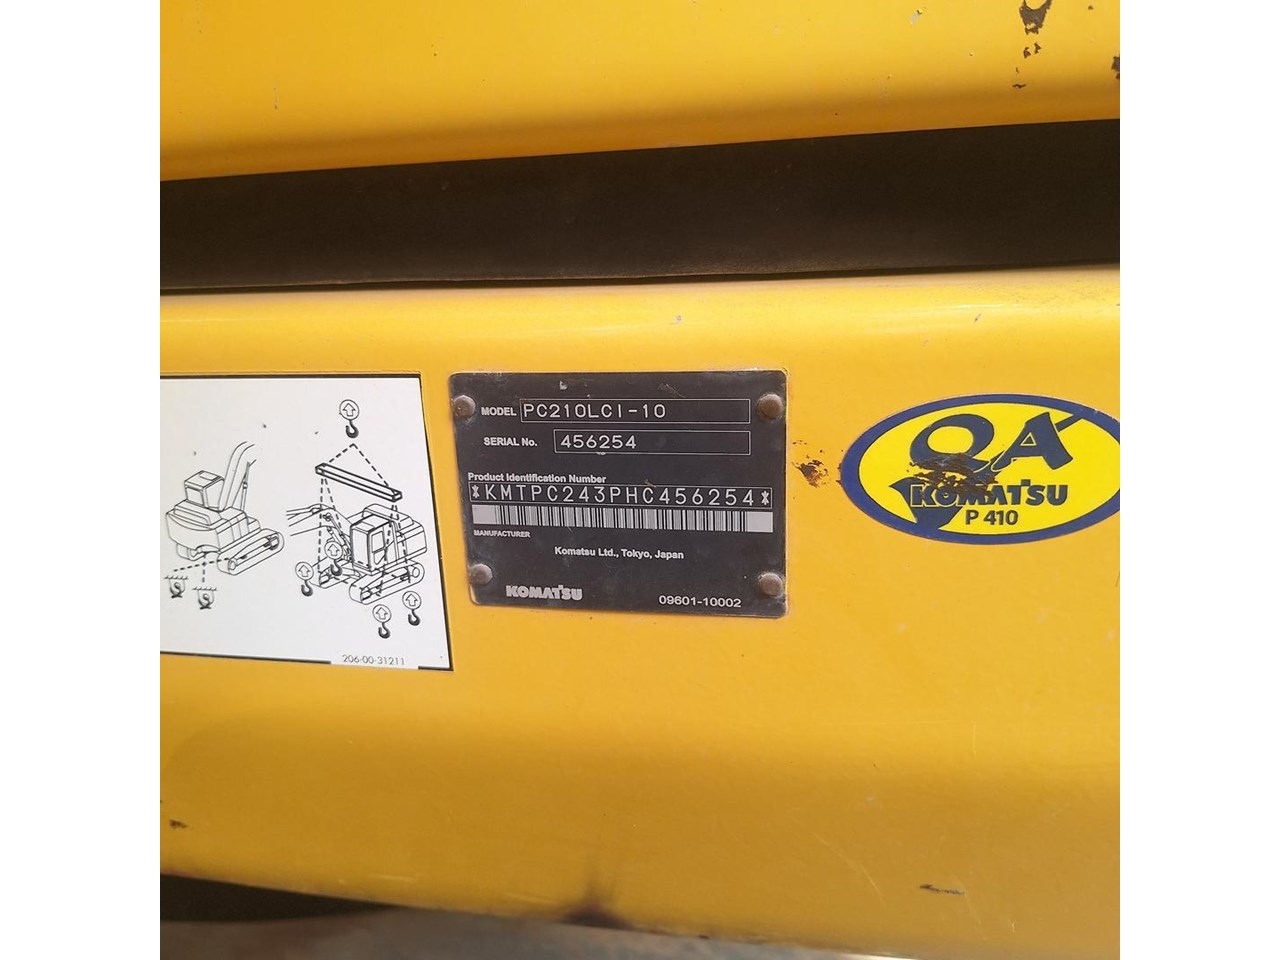 MODEL PC210LCI-10
SERIAL No. 456254
Product Identification Number
*KMTPC243PHC456254*
MANUFACTURER
Komatsu Ltd., Tokyo, Japan
KOMATSU
09601-10002
206-00-31211
QA
KOMATSU
P 410